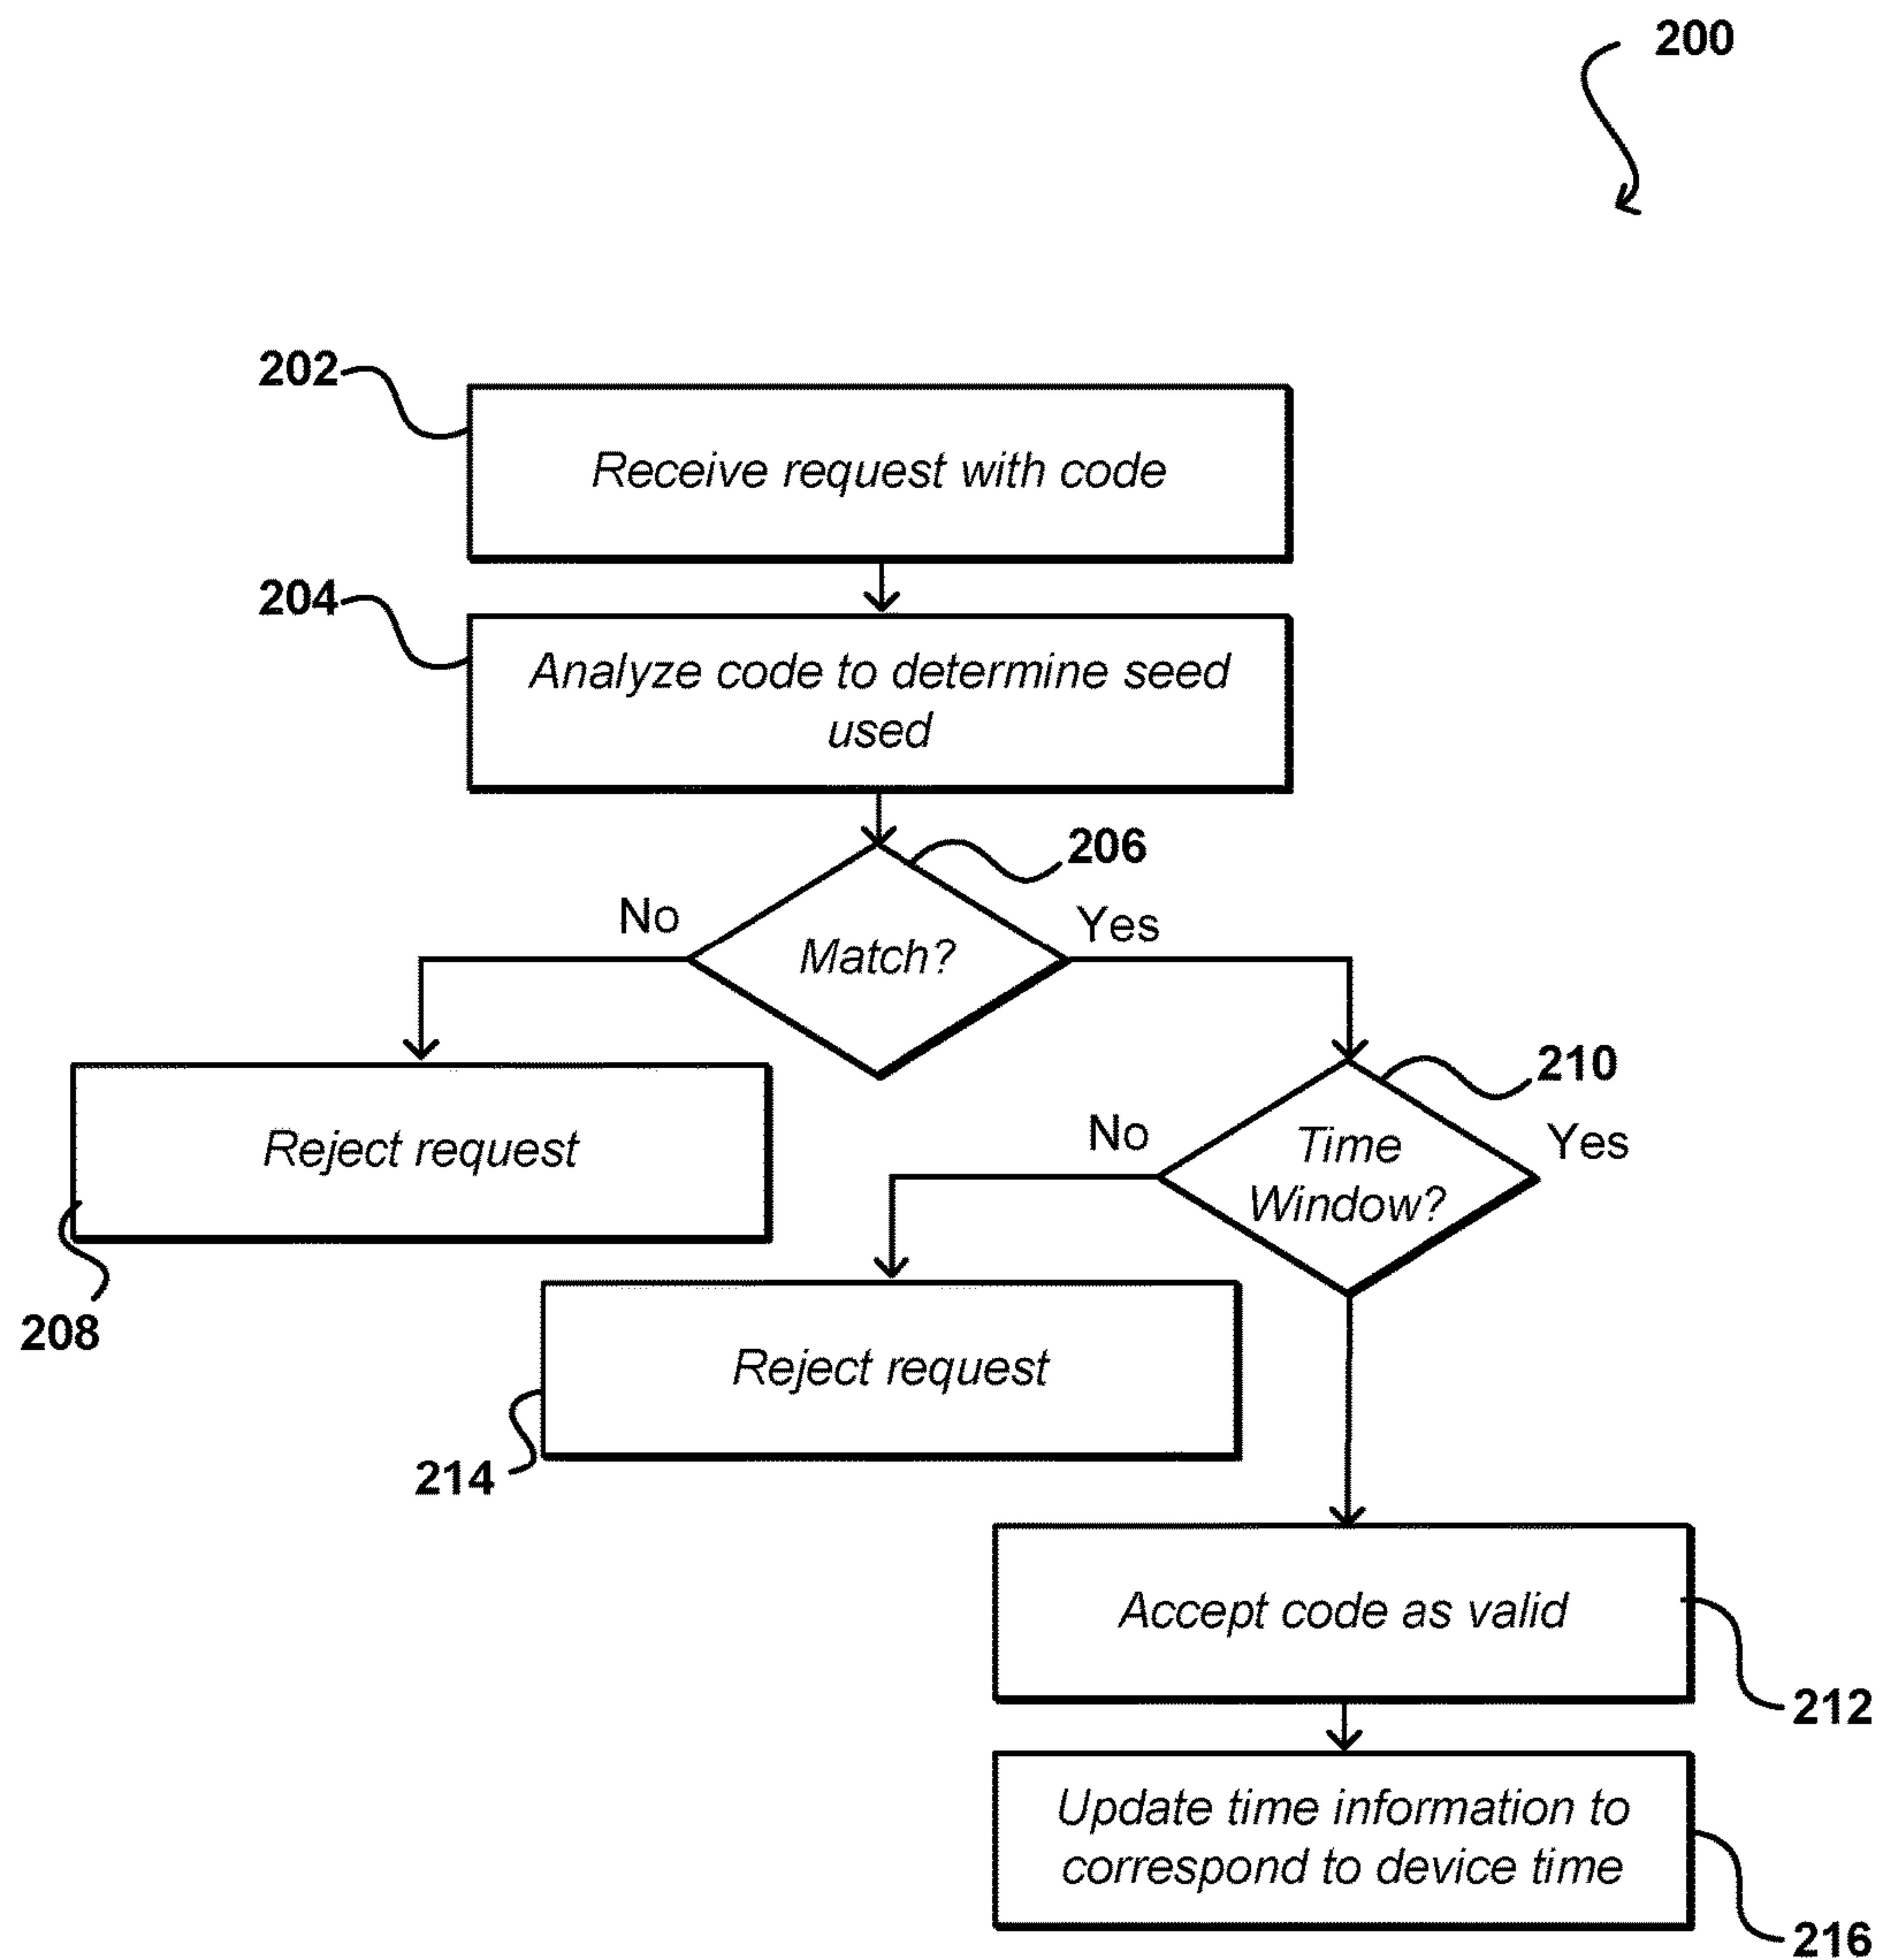 200
202
Receive request with code
204
Analyze code to determine seed
used
206
No
Yes
Match?
210
No
Yes
Time
Window?
Reject request
208
Reject request
214
Accept code as valid
212
Update time information to
correspond to device time
216